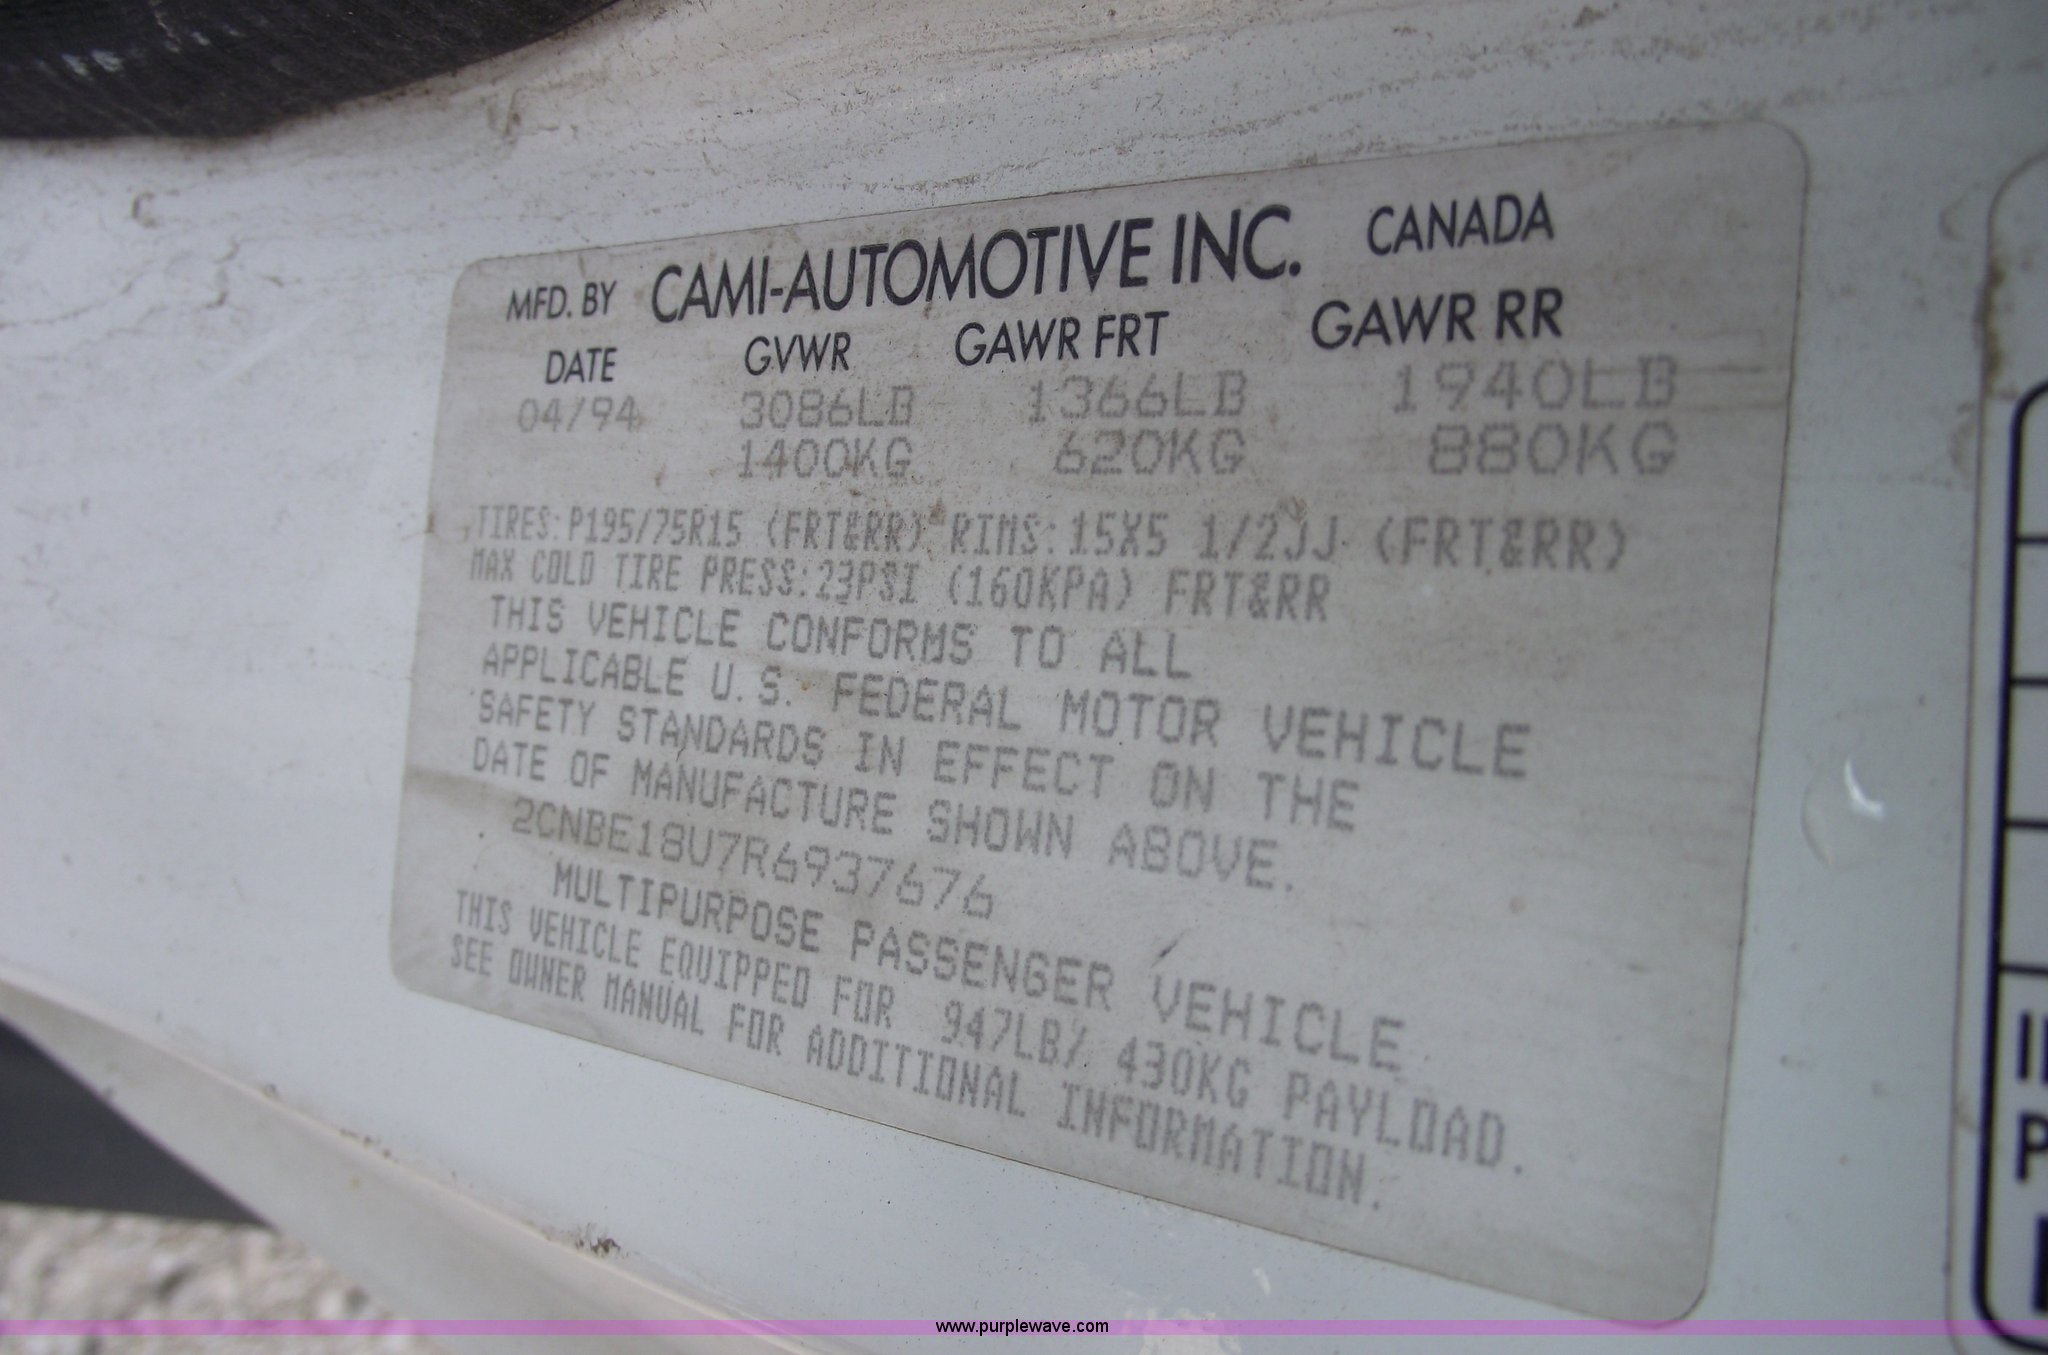 MFD. BY CAMI-AUTOMOTIVE INC. CANADA
DATE GVWR GAWR FRT GAWR RR
04/94 3086LB 1366LB 1940LB
1400KG 620KG 880KG
TIRES:P195/75R15 (FRT&RR) RIMS:15X5 1/2JJ (FRT&RR)
MAX COLD TIRE PRESS:23PSI (160KPA) FRT&RR
THIS VEHICLE CONFORMS TO ALL
APPLICABLE U.S. FEDERAL MOTOR VEHICLE
SAFETY STANDARDS IN EFFECT ON THE
DATE OF MANUFACTURE SHOWN ABOVE.
2CNBE18U7R6937676
MULTIPURPOSE PASSENGER VEHICLE
THIS VEHICLE EQUIPPED FOR 947LB/ 430KG PAYLOAD.
SEE OWNER MANUAL FOR ADDITIONAL INFORMATION.
www.purplewave.com